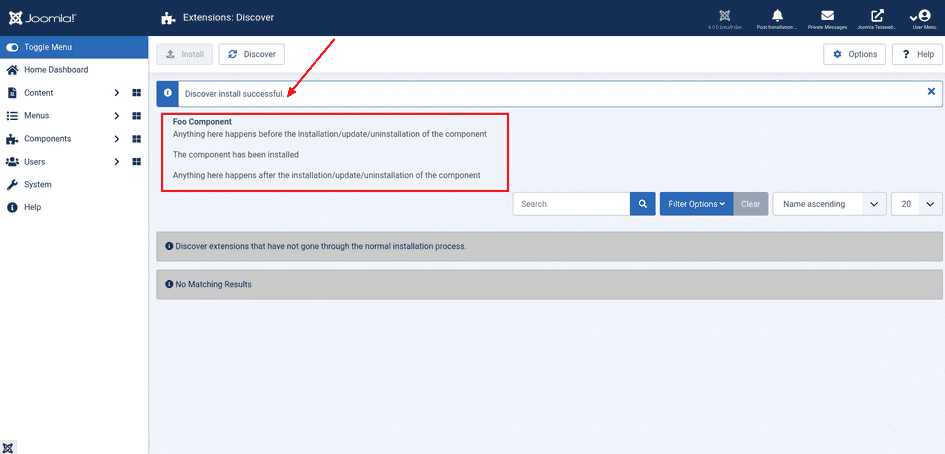 Joomla!
Extensions: Discover
4.0.0 beta9 dev
Post Installation ...
Private Messages
Joomla Testweb...
User Menu
Toggle Menu
Install
Discover
Options
Help
Home Dashboard
Content
Menus
Components
Users
System
Help
Discover install successful.
Foo Component
Anything here happens before the installation/update/uninstallation of the component
The component has been installed
Anything here happens after the installation/update/uninstallation of the component
Search
Filter Options
Clear
Name ascending
20
Discover extensions that have not gone through the normal installation process.
No Matching Results